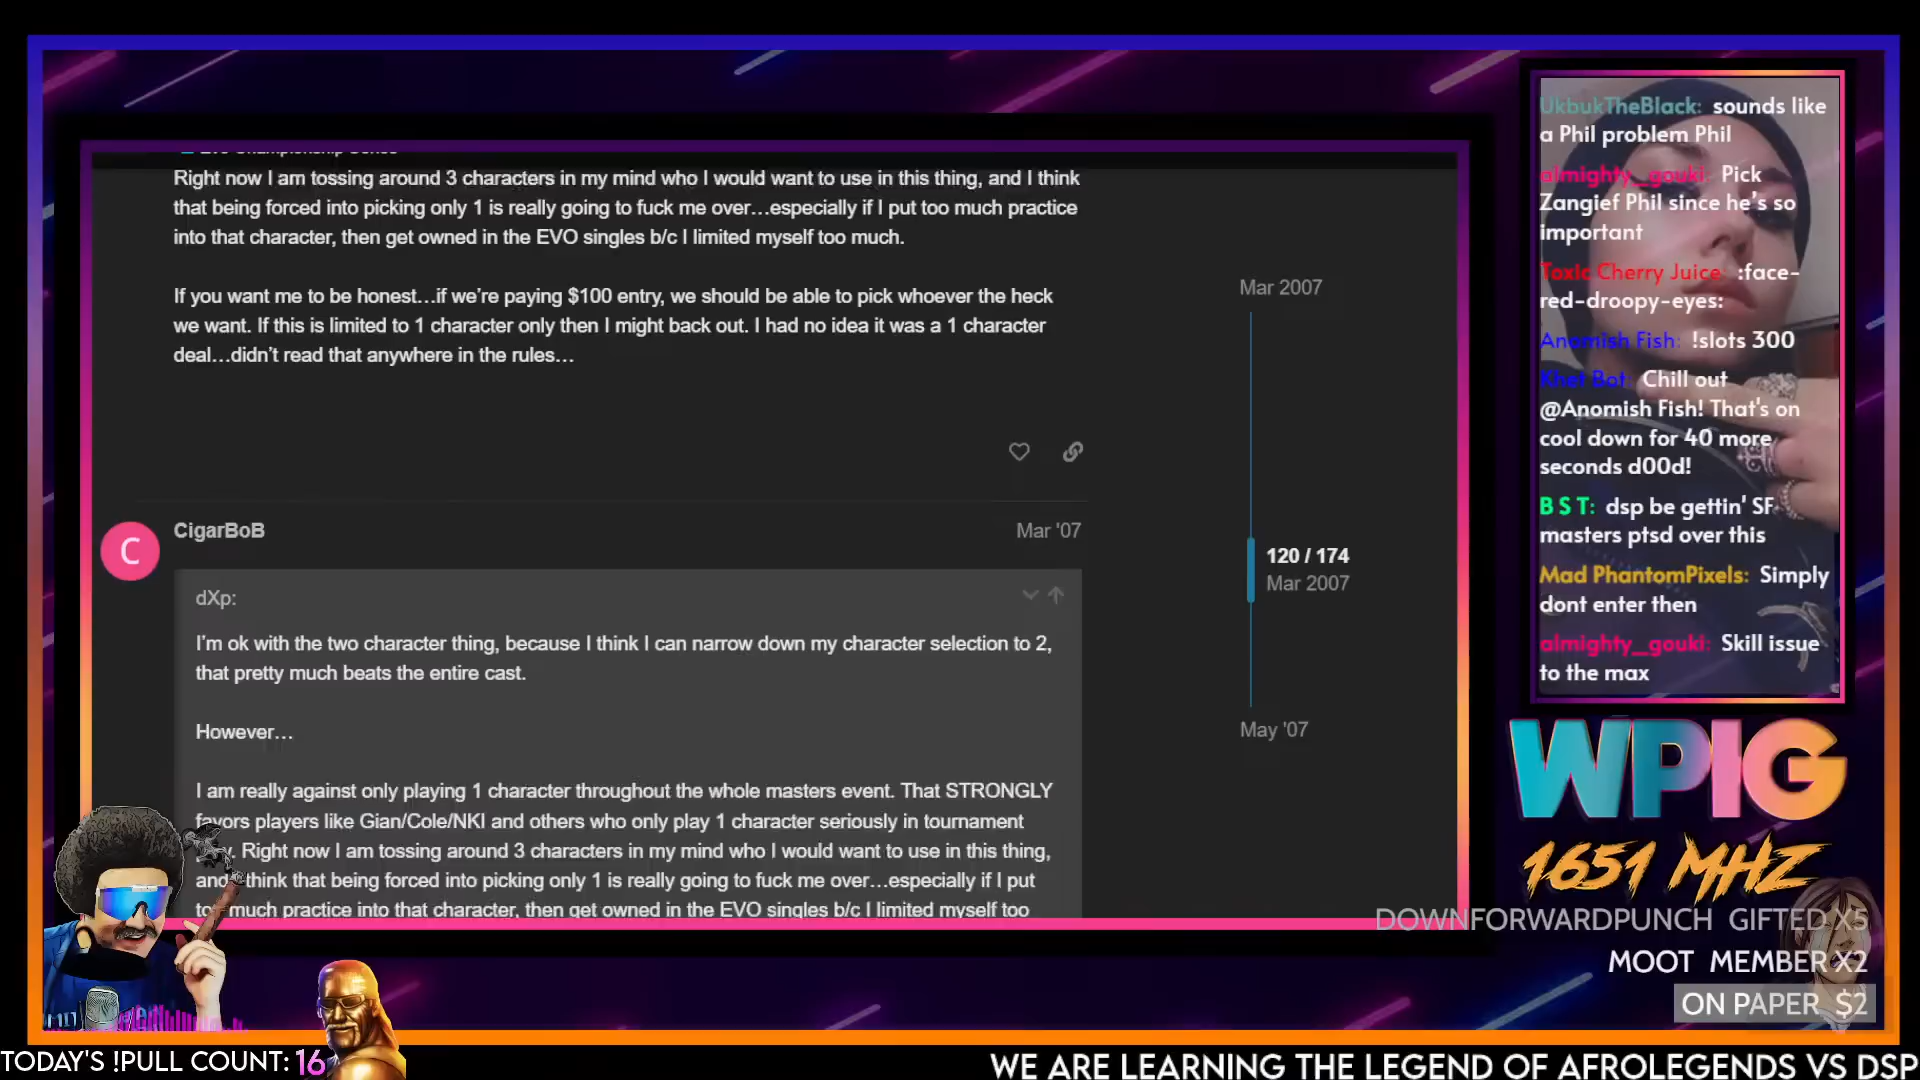 Right now I am tossing around 3 characters in my mind who I would want to use in this thing, and I think
that being forced into picking only 1 is really going to fuck me over…especially if I put too much practice
into that character, then get owned in the EVO singles b/c I limited myself too much.
If you want me to be honest…if we’re paying $100 entry, we should be able to pick whoever the heck
we want. If this is limited to 1 character only then I might back out. I had no idea it was a 1 character
deal…didn’t read that anywhere in the rules…
C
CigarBoB
Mar '07
dXp:
I’m ok with the two character thing, because I think I can narrow down my character selection to 2,
that pretty much beats the entire cast.
However…
I am really against only playing 1 character throughout the whole masters event. That STRONGLY
favors players like Gian/Cole/NKI and others who only play 1 character seriously in tournament
Right now I am tossing around 3 characters in my mind who I would want to use in this thing,
and think that being forced into picking only 1 is really going to fuck me over…especially if I put
much practice into that character, then get owned in the EVO singles b/c I limited myself too
Mar 2007
120 / 174
Mar 2007
May '07
UkbukTheBlack: sounds like
a Phil problem Phil
almighty_gouki: Pick
Zangief Phil since he's so
important
Toxic Cherry Juice: :face-
red-droopy-eyes:
Anomish Fish: !slots 300
Khet Bot: Chill out
@Anomish Fish! That's on
cool down for 40 more
seconds d00d!
B S T: dsp be gettin' SF
masters ptsd over this
Mad PhantomPixels: Simply
dont enter then
almighty_gouki: Skill issue
to the max
WPIG
1651 MHZ
DOWNFORWARDPUNCH GIFTED X5
MOOT MEMBER X2
ON PAPER $2
TODAY'S !PULL COUNT: 16
WE ARE LEARNING THE LEGEND OF AFROLEGENDS VS DSP